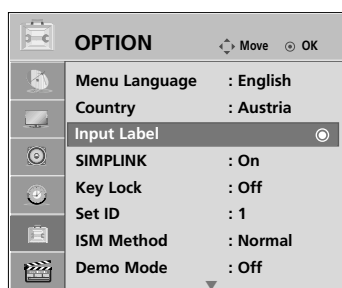 OPTION Move OK
Menu Language : English
Country : Austria
Input Label
SIMPLINK : On
Key Lock : Off
Set ID : 1
ISM Method : Normal
Demo Mode : Off